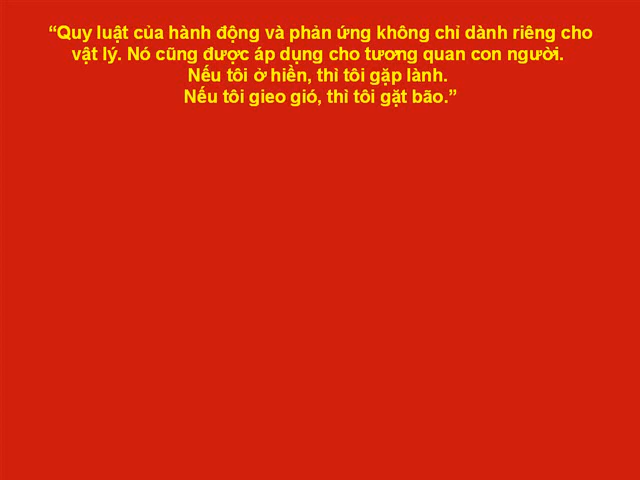 “Quy luật của hành động và phản ứng không chỉ dành riêng cho
vật lý. Nó cũng được áp dụng cho tương quan con người.
Nếu tôi ở hiền, thì tôi gặp lành.
Nếu tôi gieo gió, thì tôi gặt bão.”